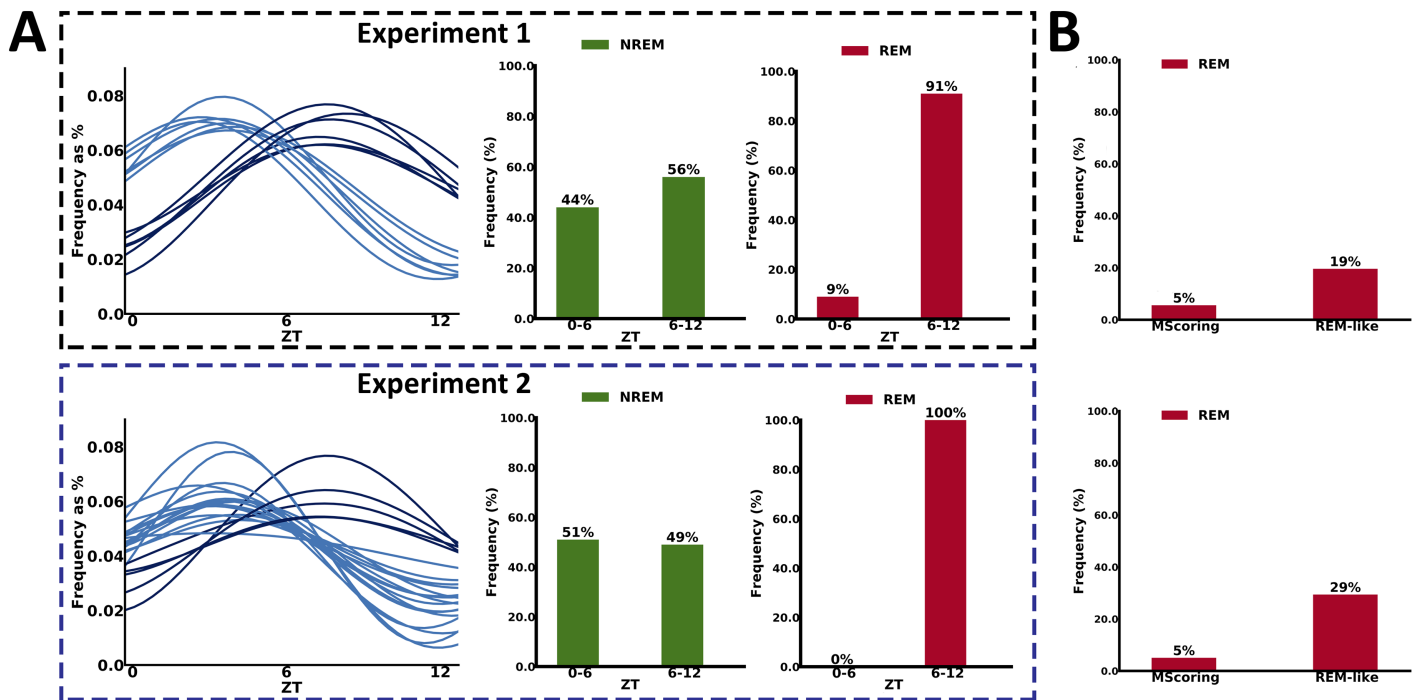 A
Experiment 1
Frequency as %
0.08
0.06
0.04
0.02
0.0
0
6
12
ZT
NREM
Frequency (%)
100.0
80.0
60.0
40.0
20.0
0.0
44%
56%
0-6
6-12
ZT
REM
Frequency (%)
100.0
80.0
60.0
40.0
20.0
0.0
9%
91%
0-6
6-12
ZT
B
REM
Frequency (%)
100.0
80.0
60.0
40.0
20.0
0.0
5%
19%
MScoring
REM-like
Experiment 2
Frequency as %
0.08
0.06
0.04
0.02
0.0
0
6
12
ZT
NREM
Frequency (%)
100.0
80.0
60.0
40.0
20.0
0.0
51%
49%
0-6
6-12
ZT
REM
Frequency (%)
100.0
80.0
60.0
40.0
20.0
0.0
0%
100%
0-6
6-12
ZT
REM
Frequency (%)
100.0
80.0
60.0
40.0
20.0
0.0
5%
29%
MScoring
REM-like